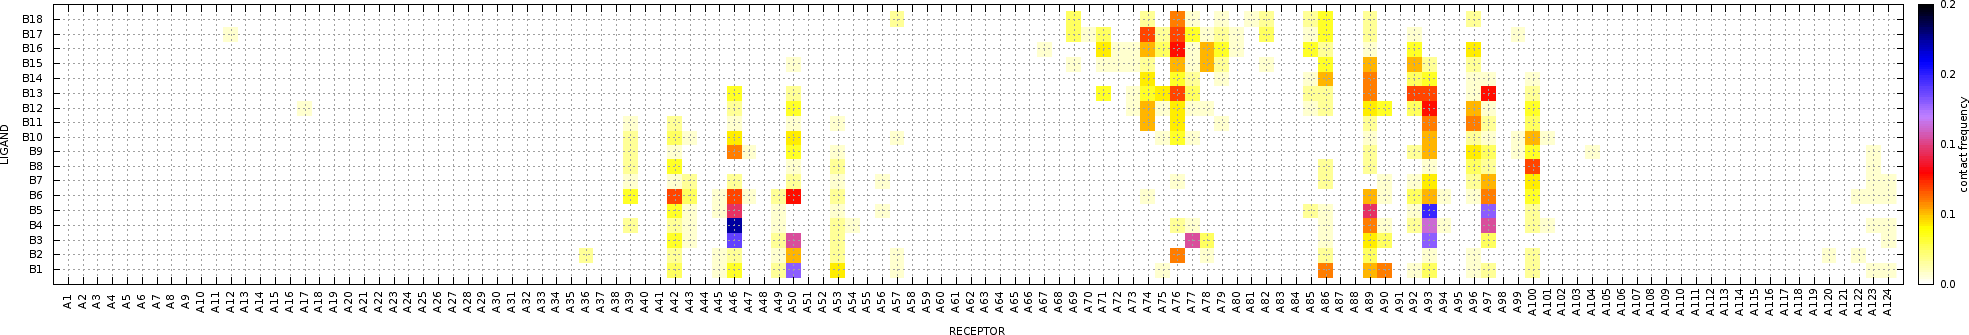 B18
B17
B16
B15
B14
B13
B12
B11
B10
B9
B8
B7
B6
B5
B4
B3
B2
B1
LIGAND
A1 A2 A3 A4 A5 A6 A7 A8 A9 A10 A11 A12 A13 A14 A15 A16 A17 A18 A19 A20 A21 A22 A23 A24 A25 A26 A27 A28 A29 A30 A31 A32 A33 A34 A35 A36 A37 A38 A39 A40 A41 A42 A43 A44 A45 A46 A47 A48 A49 A50 A51 A52 A53 A54 A55 A56 A57 A58 A59 A60 A61 A62 A63 A64 A65 A66 A67 A68 A69 A70 A71 A72 A73 A74 A75 A76 A77 A78 A79 A80 A81 A82 A83 A84 A85 A86 A87 A88 A89 A90 A91 A92 A93 A94 A95 A96 A97 A98 A99 A100 A101 A102 A103 A104 A105 A106 A107 A108 A109 A110 A111 A112 A113 A114 A115 A116 A117 A118 A119 A120 A121 A122 A123 A124
RECEPTOR
0.2
0.2
0.1
0.1
0.0
contact frequency